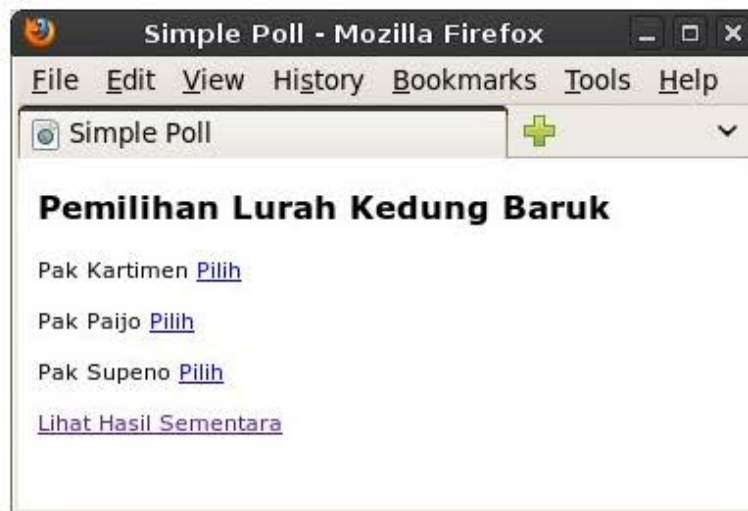 Simple Poll - Mozilla Firefox
File Edit View History Bookmarks Tools Help
Simple Poll
Pemilihan Lurah Kedung Baruk
Pak Kartimen Pilih
Pak Paijo Pilih
Pak Supeno Pilih
Lihat Hasil Sementara